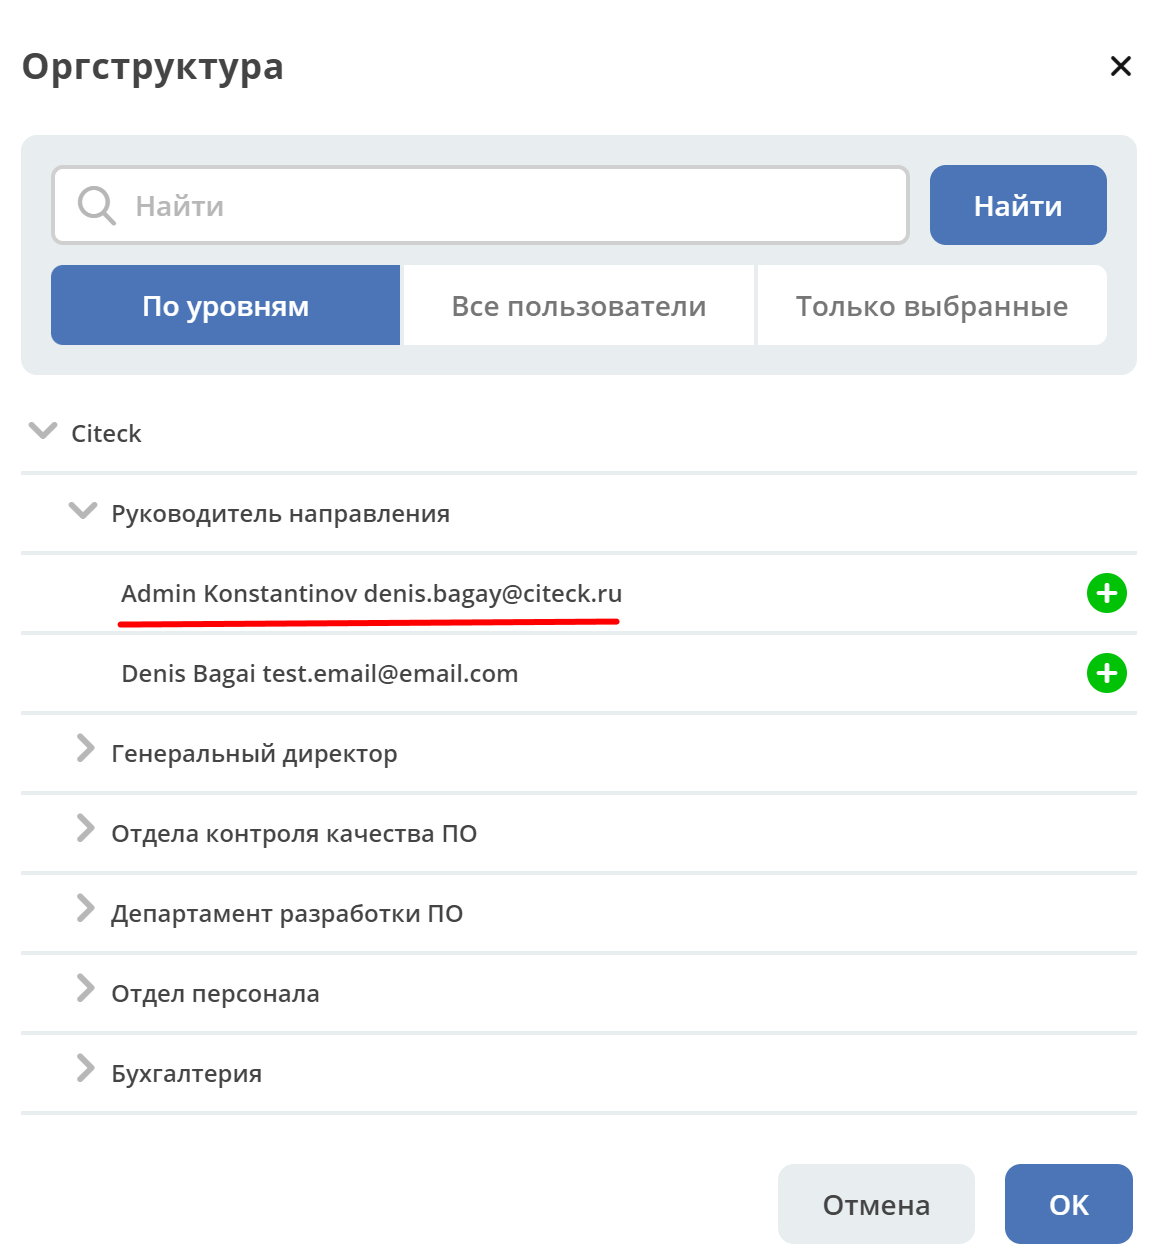 Оргструктура
Найти
Найти
По уровням
Все пользователи
Только выбранные
Citeck
Руководитель направления
Admin Konstantinov denis.bagay@citeck.ru
Denis Bagai test.email@email.com
Генеральный директор
Отдела контроля качества ПО
Департамент разработки ПО
Отдел персонала
Бухгалтерия
Отмена
OK